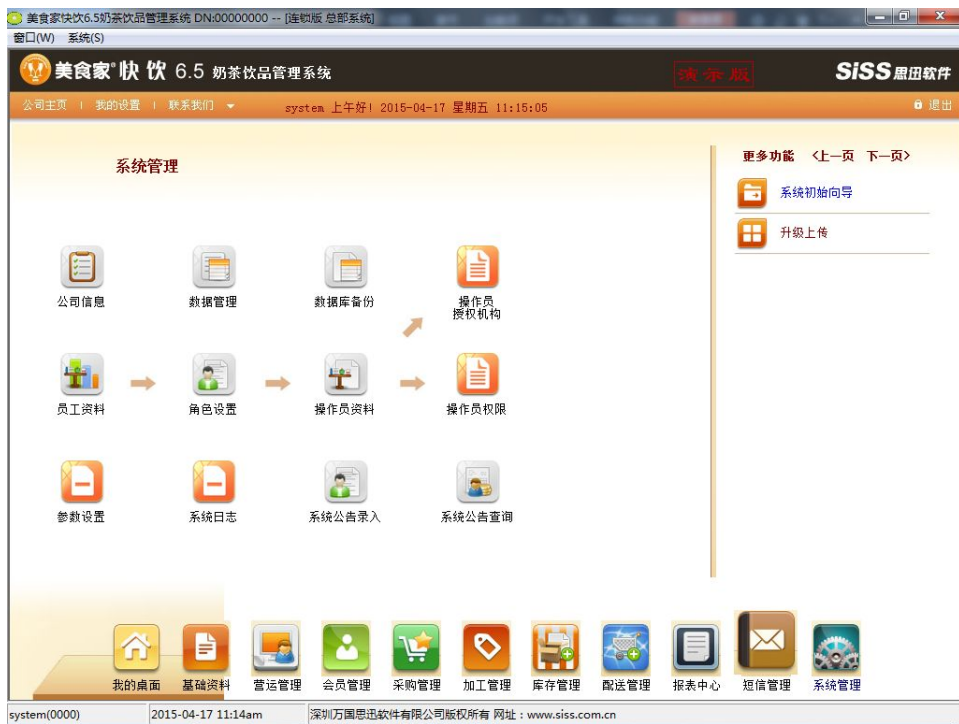 美食家快饮6.5奶茶饮品管理系统 DN:00000000 -- [连锁版 总部系统]
窗口(W) 系统(S)
美食家®快饮 6.5 奶茶饮品管理系统
演示版
SiSS 思迅软件
公司主页 | 我的设置 | 联系我们
system 上午好! 2015-04-17 星期五 11:15:05
退出
系统管理
更多功能 〈上一页 下一页〉
系统初始向导
升级上传
公司信息
数据管理
数据库备份
操作员
授权机构
员工资料
角色设置
操作员资料
操作员权限
参数设置
系统日志
系统公告录入
系统公告查询
我的桌面
基础资料
营运管理
会员管理
采购管理
加工管理
库存管理
配送管理
报表中心
短信管理
系统管理
system(0000)
2015-04-17 11:14am
深圳万国思迅软件有限公司版权所有 网址：www.siss.com.cn